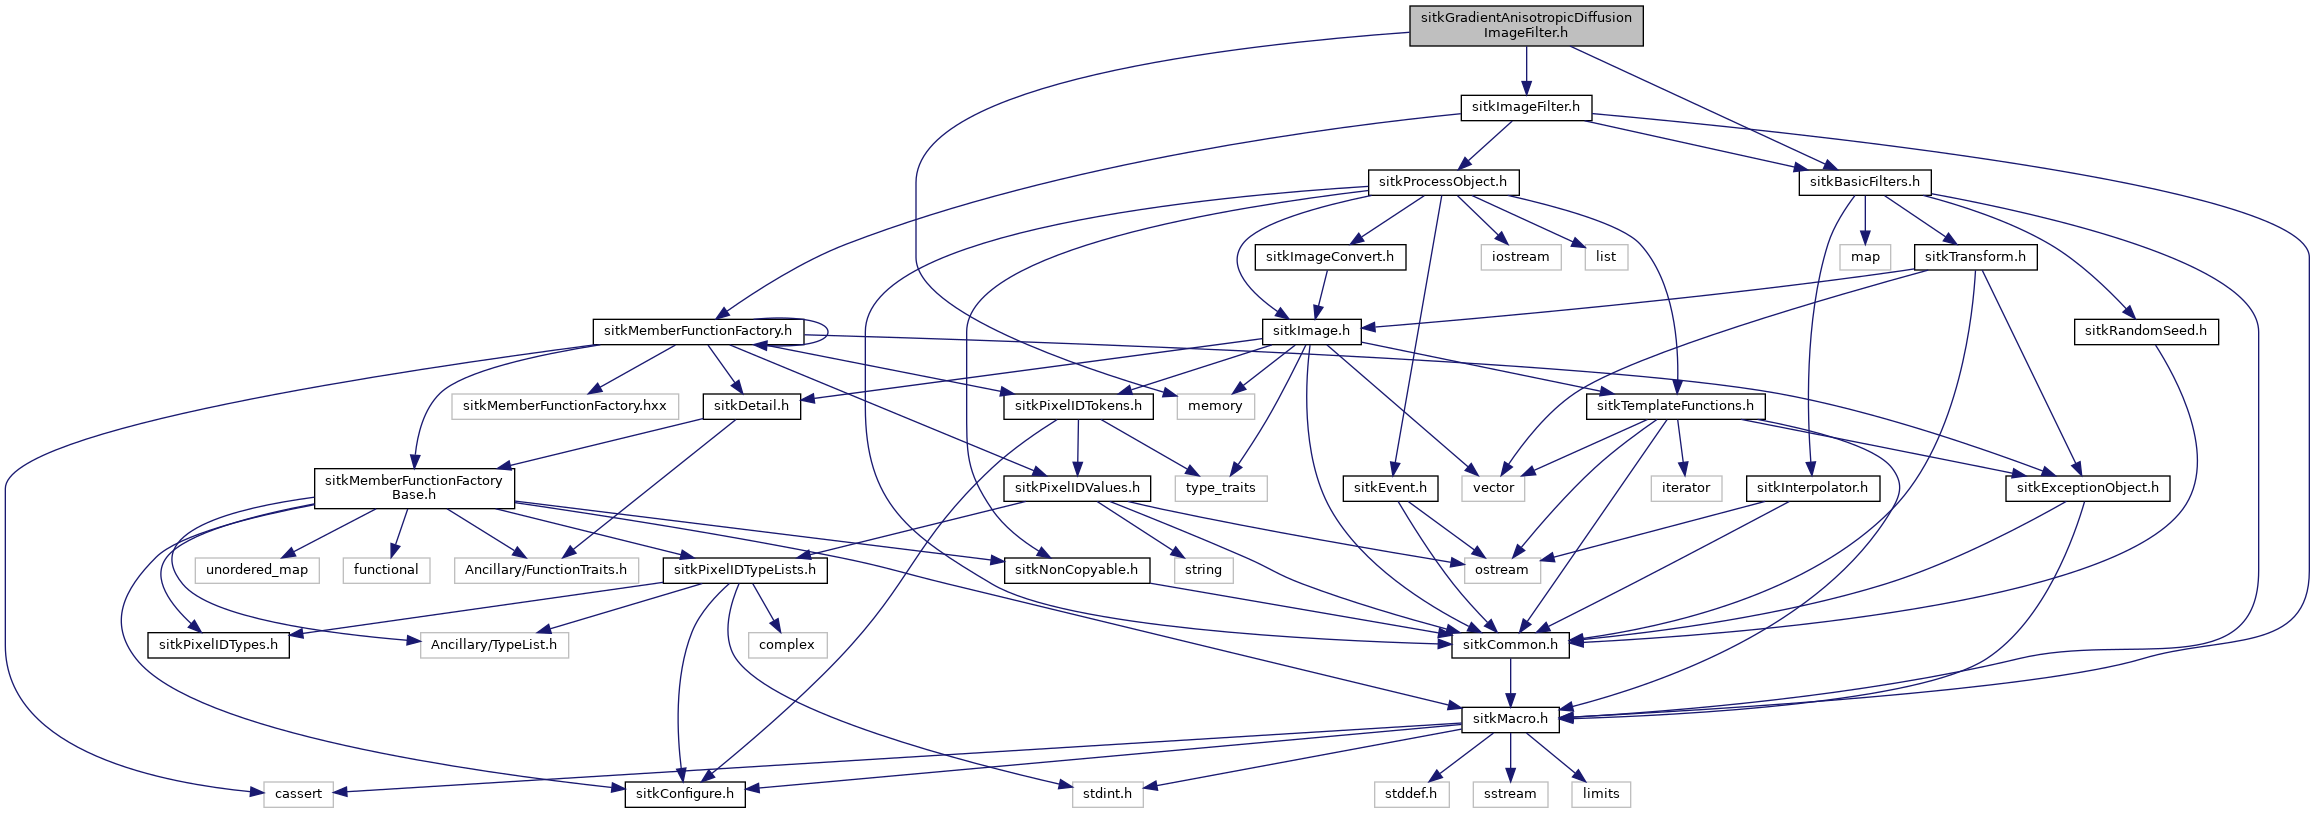 sitkGradientAnisotropicDiffusion
ImageFilter.h
sitkImageFilter.h
sitkProcessObject.h
sitkBasicFilters.h
sitkImageConvert.h
iostream
list
map
sitkTransform.h
sitkMemberFunctionFactory.h
sitkImage.h
sitkRandomSeed.h
sitkMemberFunctionFactory.hxx
sitkDetail.h
sitkPixelIDTokens.h
memory
sitkTemplateFunctions.h
sitkMemberFunctionFactory
Base.h
sitkPixelIDValues.h
type_traits
sitkEvent.h
vector
iterator
sitkInterpolator.h
sitkExceptionObject.h
unordered_map
functional
Ancillary/FunctionTraits.h
sitkPixelIDTypeLists.h
sitkNonCopyable.h
string
ostream
sitkPixelIDTypes.h
Ancillary/TypeList.h
complex
sitkCommon.h
sitkMacro.h
cassert
sitkConfigure.h
stdint.h
stddef.h
sstream
limits